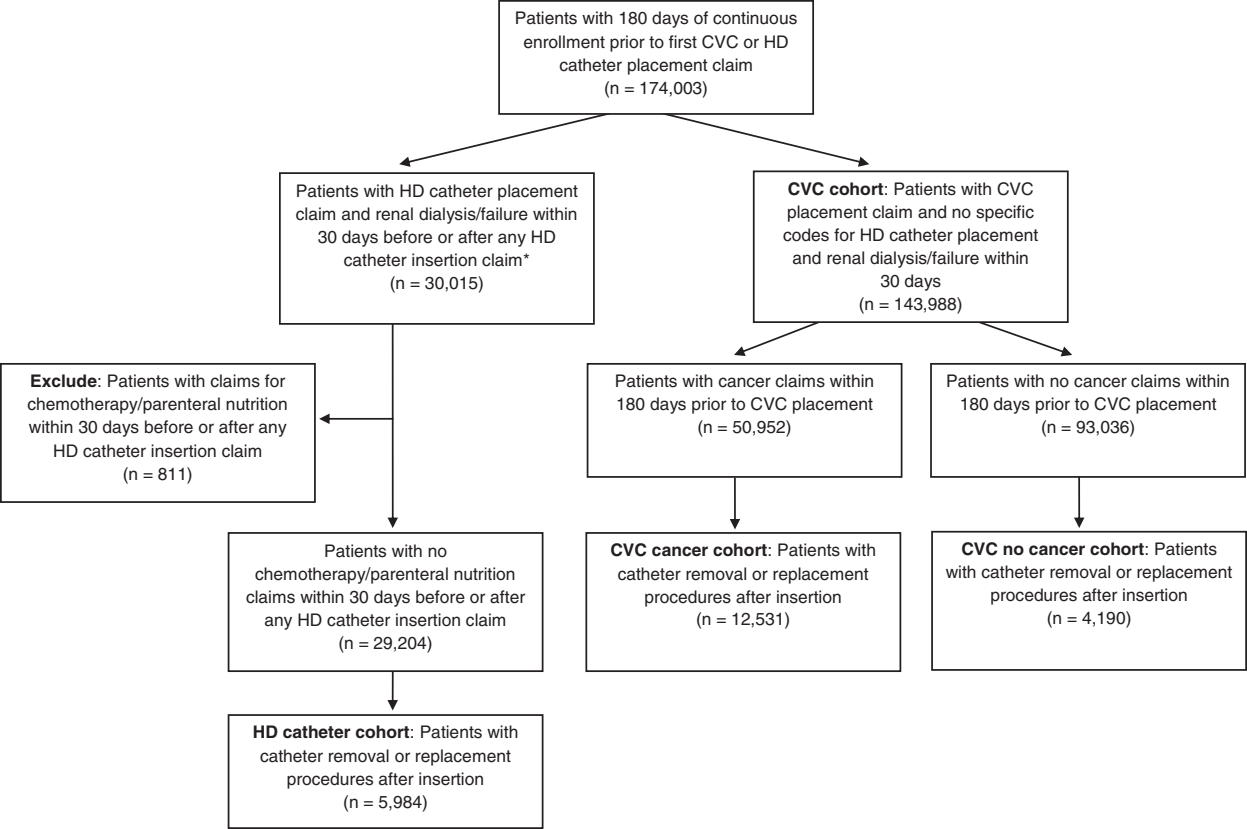 Patients with 180 days of continuous
enrollment prior to first CVC or HD
catheter placement claim
(n = 174,003)
Patients with HD catheter placement
claim and renal dialysis/failure within
30 days before or after any HD
catheter insertion claim*
(n = 30,015)
CVC cohort: Patients with CVC
placement claim and no specific
codes for HD catheter placement
and renal dialysis/failure within
30 days
(n = 143,988)
Exclude: Patients with claims for
chemotherapy/parenteral nutrition
within 30 days before or after any
HD catheter insertion claim
(n = 811)
Patients with cancer claims within
180 days prior to CVC placement
(n = 50,952)
Patients with no cancer claims within
180 days prior to CVC placement
(n = 93,036)
Patients with no
chemotherapy/parenteral nutrition
claims within 30 days before or after
any HD catheter insertion claim
(n = 29,204)
CVC cancer cohort: Patients with
catheter removal or replacement
procedures after insertion
(n = 12,531)
CVC no cancer cohort: Patients
with catheter removal or replacement
procedures after insertion
(n = 4,190)
HD catheter cohort: Patients with
catheter removal or replacement
procedures after insertion
(n = 5,984)